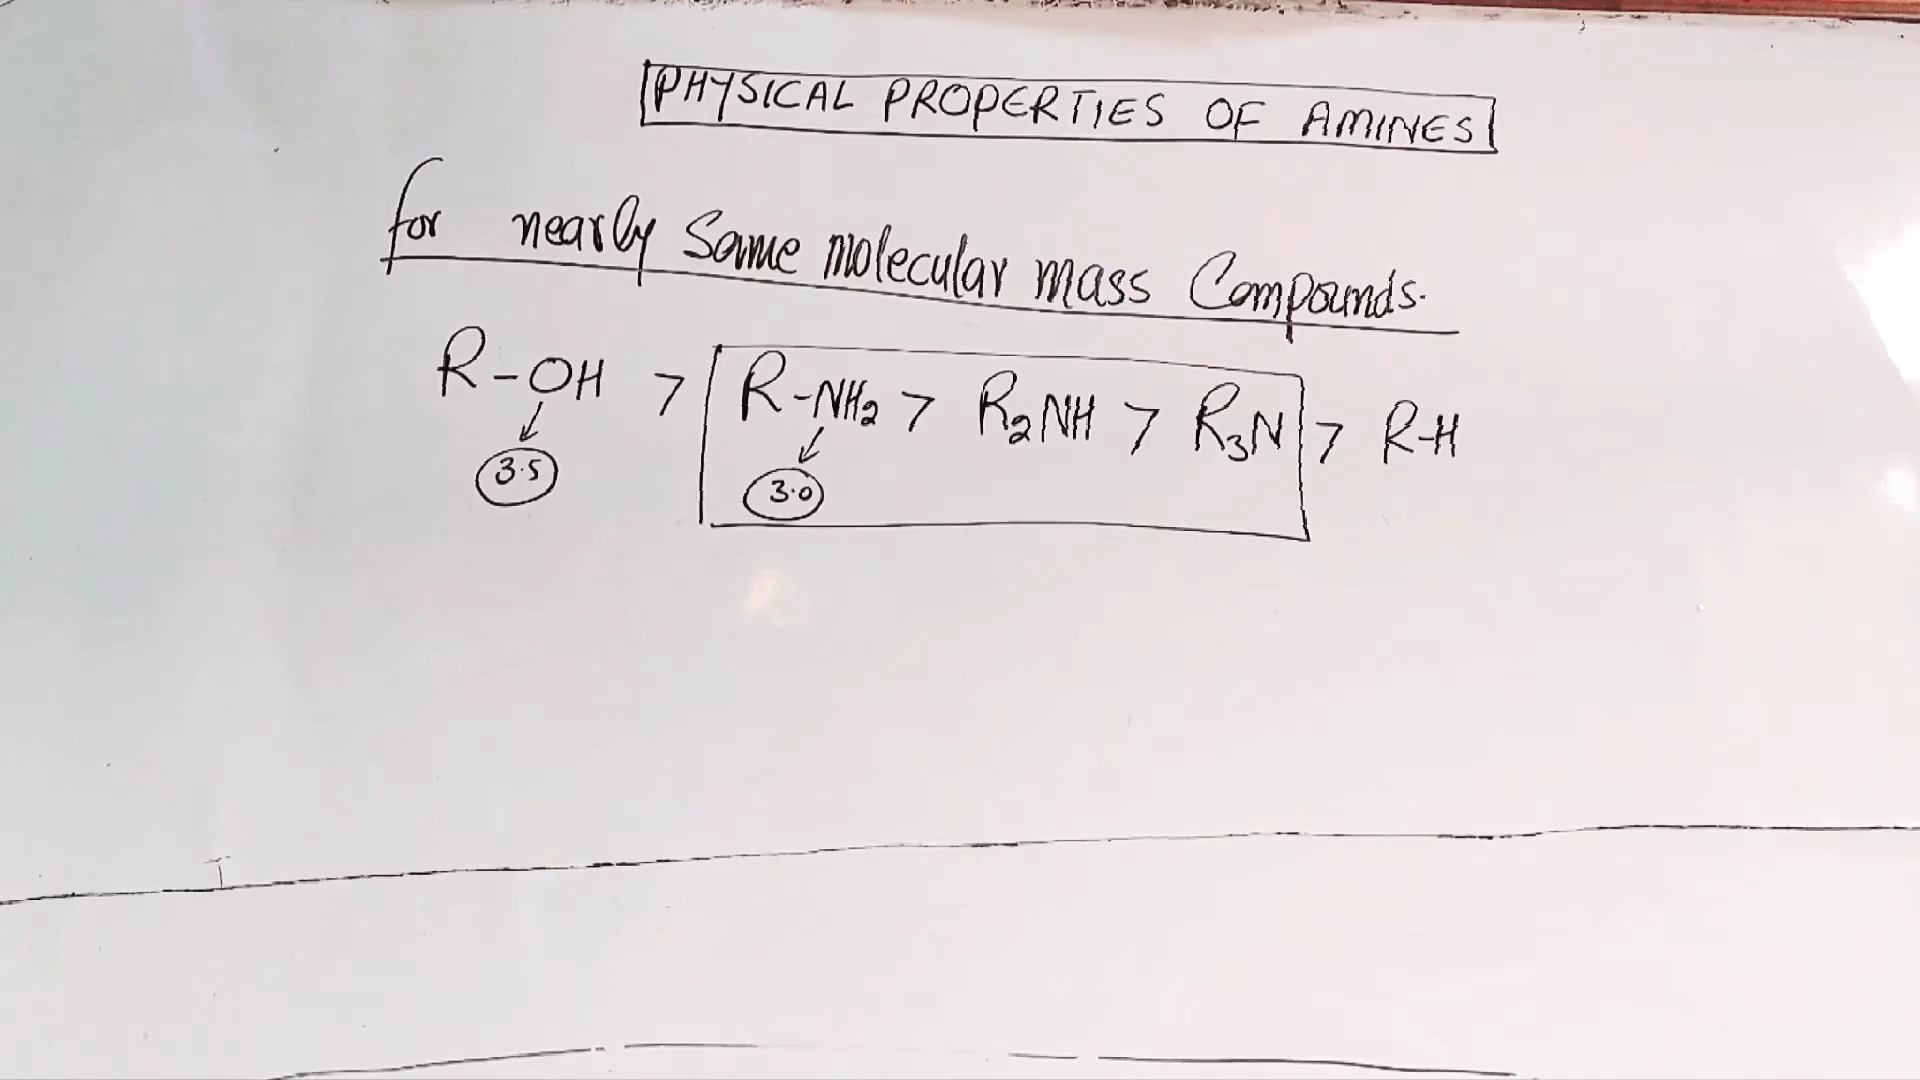 PHYSICAL PROPERTIES OF AMINES
for nearly Same molecular mass Compounds.
R-OH > R-NH₂ > R₂NH > R₃N > R-H
3.5 3.0